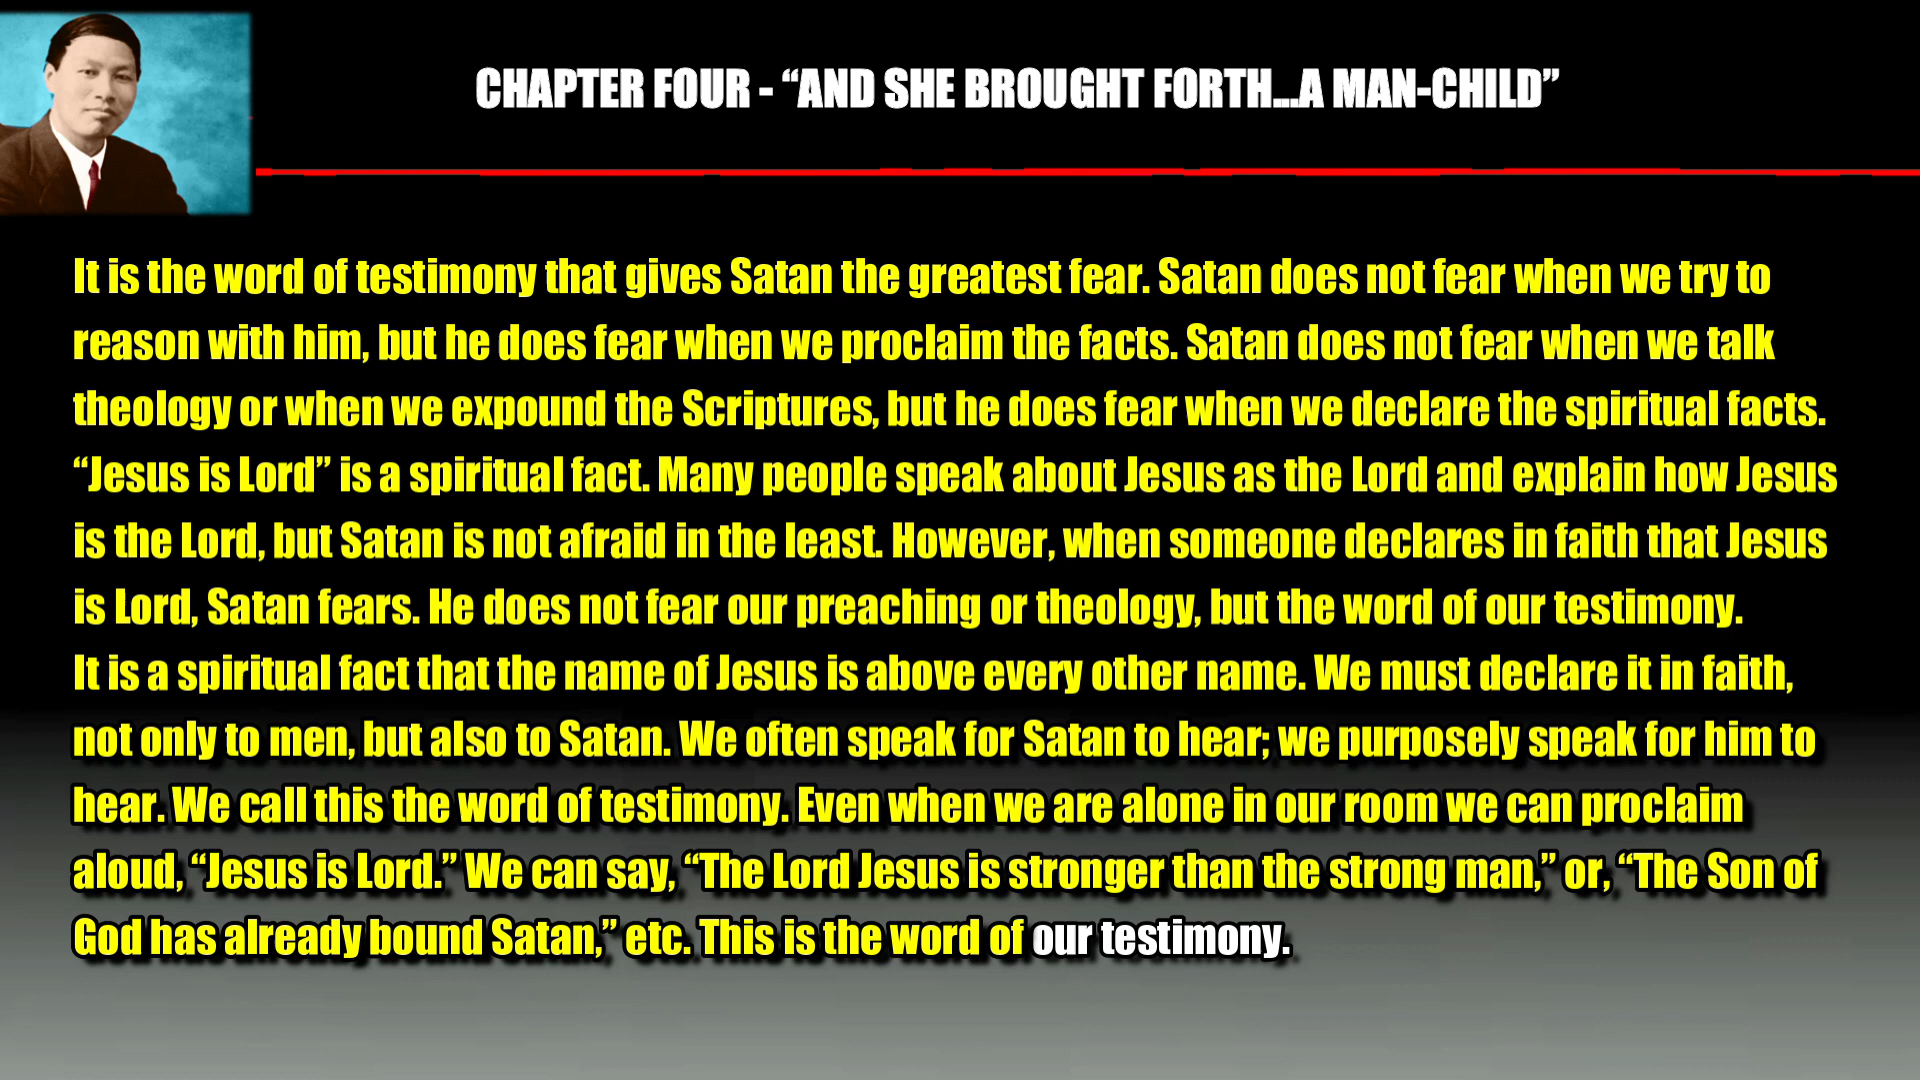 CHAPTER FOUR - “AND SHE BROUGHT FORTH...A MAN-CHILD”
It is the word of testimony that gives Satan the greatest fear. Satan does not fear when we try to
reason with him, but he does fear when we proclaim the facts. Satan does not fear when we talk
theology or when we expound the Scriptures, but he does fear when we declare the spiritual facts.
“Jesus is Lord” is a spiritual fact. Many people speak about Jesus as the Lord and explain how Jesus
is the Lord, but Satan is not afraid in the least. However, when someone declares in faith that Jesus
is Lord, Satan fears. He does not fear our preaching or theology, but the word of our testimony.
It is a spiritual fact that the name of Jesus is above every other name. We must declare it in faith,
not only to men, but also to Satan. We often speak for Satan to hear; we purposely speak for him to
hear. We call this the word of testimony. Even when we are alone in our room we can proclaim
aloud, “Jesus is Lord.” We can say, “The Lord Jesus is stronger than the strong man,” or, “The Son of
God has already bound Satan,” etc. This is the word of our testimony.